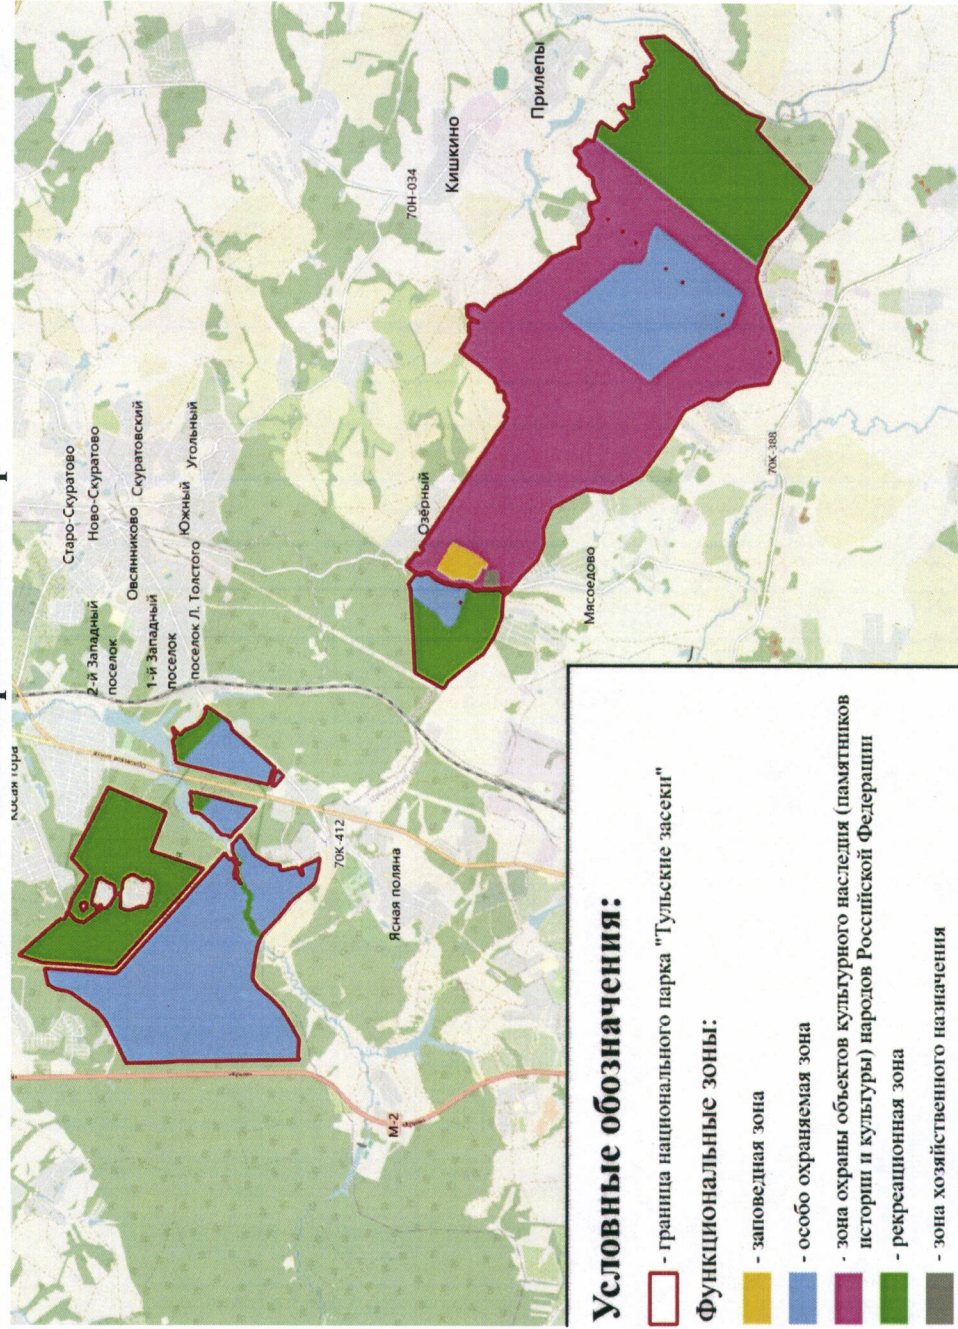 Косая Гора
Старо-Скуратово
Ново-Скуратово
2-й Западный
поселок
Овсянниково
Скуратовский
1-й Западный
поселок
Южный
Угольный
поселок Л. Толстого
70Н-034
Кишкино
Прилепы
Озёрный
Мясоедово
70К-388
70К-412
Ясная поляна
М-2
Условные обозначения:
- граница национального парка "Тульские засеки"
Функциональные зоны:
- заповедная зона
- особо охраняемая зона
- зона охраны объектов культурного наследия (памятников
истории и культуры) народов Российской Федерации
- рекреационная зона
- зона хозяйственного назначения